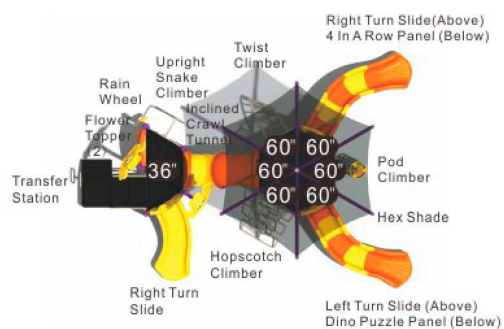 Right Turn Slide(Above)
4 In A Row Panel (Below)
Twist
Climber
Upright
Snake
Climber
Rain
Wheel
Inclined
Crawl
Tunnel
Flower
Topper
(2)
Transfer
Station
36"
60" 60"
60" 60"
60" 60"
Pod
Climber
Hex Shade
Hopscotch
Climber
Right Turn
Slide
Left Turn Slide (Above)
Dino Puzzle Panel (Below)